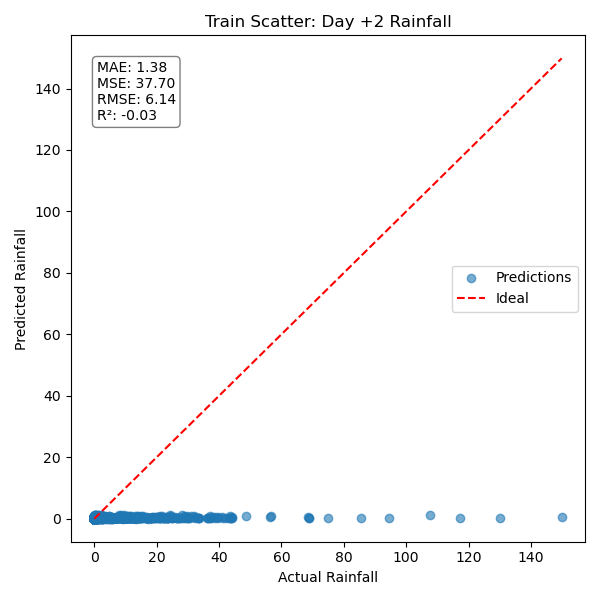 Train Scatter: Day +2 Rainfall
MAE: 1.38
MSE: 37.70
RMSE: 6.14
R²: -0.03
Predictions
Ideal
Predicted Rainfall
140
120
100
80
60
40
20
0
0 20 40 60 80 100 120 140
Actual Rainfall